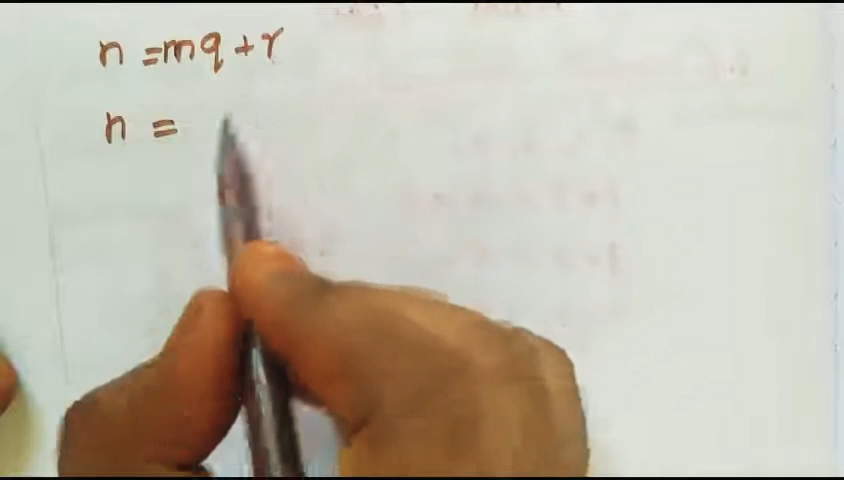 n = mq + r
n =